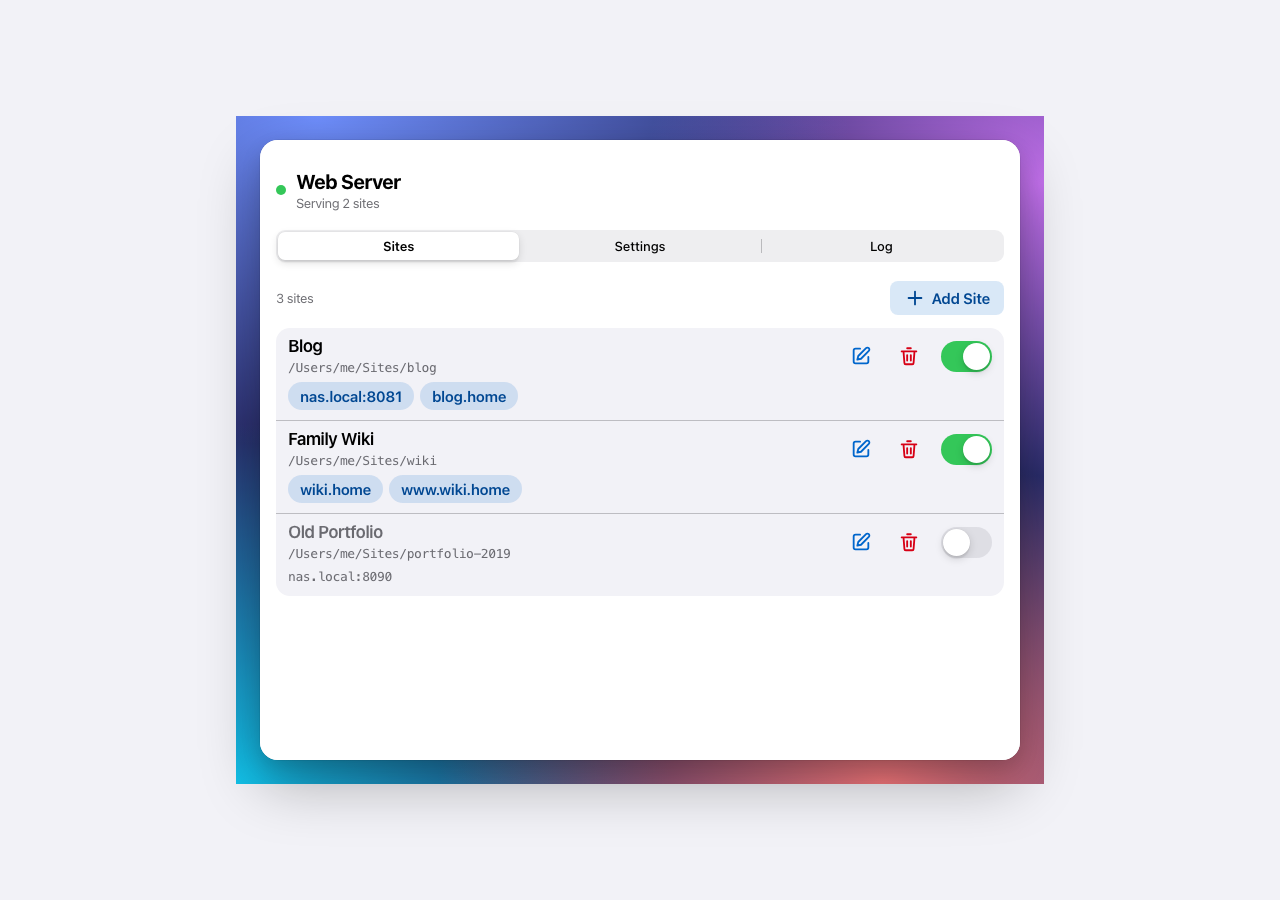 Web Server
Serving 2 sites
Sites Settings Log
3 sites Add Site
Blog
/Users/me/Sites/blog
nas.local:8081 blog.home
Family Wiki
/Users/me/Sites/wiki
wiki.home www.wiki.home
Old Portfolio
/Users/me/Sites/portfolio-2019
nas.local:8090